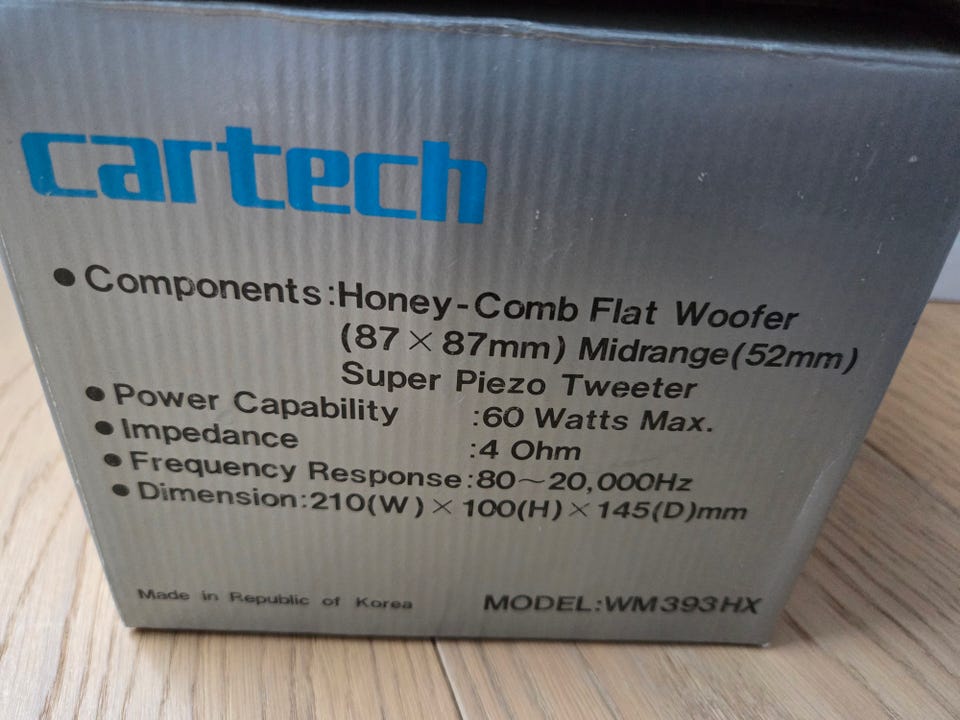 cartech
● Components:Honey-Comb Flat Woofer
(87×87mm) Midrange(52mm)
Super Piezo Tweeter
● Power Capability :60 Watts Max.
● Impedance :4 Ohm
● Frequency Response:80~20,000Hz
● Dimension:210(W)×100(H)×145(D)mm
Made in Republic of Korea MODEL:WM393HX